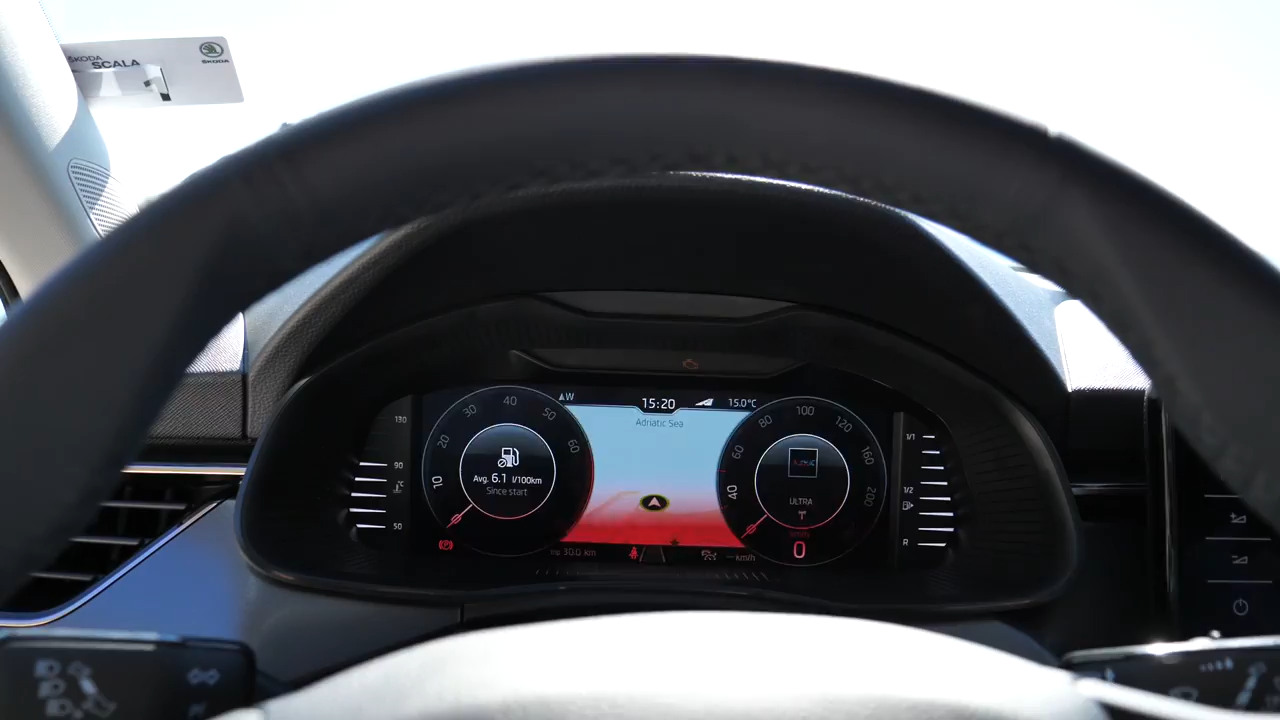 ŠKODA
SCALA
ŠKODA
W
15:20
15.0°C
Adriatic Sea
130
90
°C
50
10
20
30
40
50
60
Avg. 6.1 l/100km
Since start
40
60
80
100
120
160
200
ULTRA
0
30.0 km
-- km/h
1/1
1/2
R